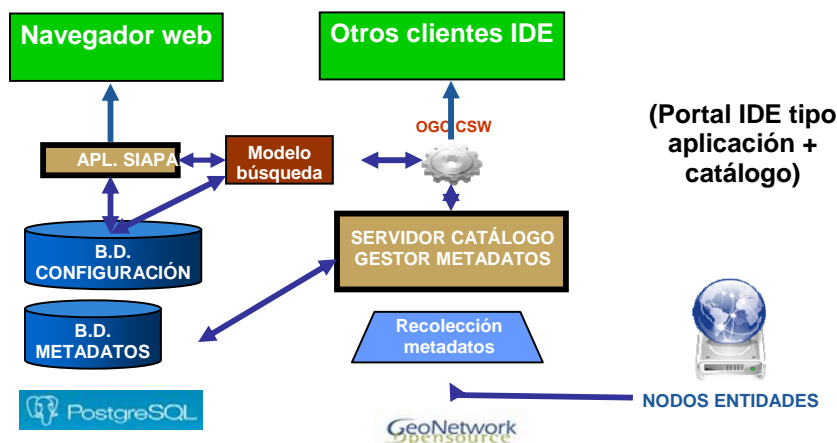 Navegador web
Otros clientes IDE
OGC CSW
(Portal IDE tipo
aplicación +
catálogo)
APL. SIAPA
Modelo
búsqueda
B.D.
CONFIGURACIÓN
SERVIDOR CATÁLOGO
GESTOR METADATOS
B.D.
METADATOS
Recolección
metadatos
NODOS ENTIDADES
PostgreSQL
GeoNetwork
Opensource